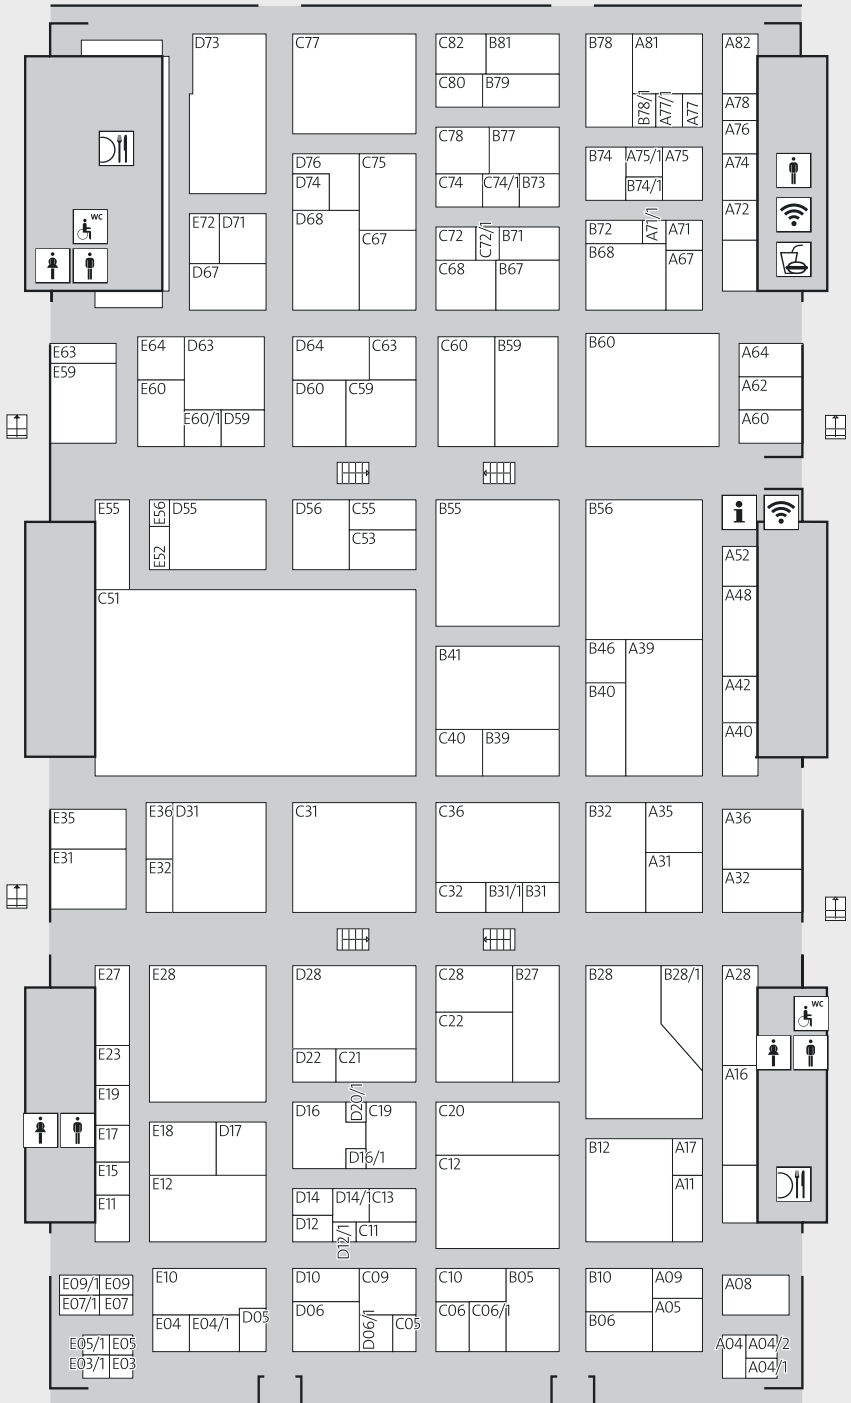 D73 C77 C82 B81 B78 A81 A82
C80 B79 B78/1 A77/1 A77 A78
C78 B77 A76
D76 C75 B74 A75/1 A75 A74
D74 C74 C74/1 B73 B74/1
WC A72
E72 D71 D68 C72 C72/1 B71 B72 A71/1 A71
C67 B68 A67
D67 C68 B67
E63 E64 D63 D64 C63 C60 B59 B60 A64
E59 E60 D60 C59 A62
E60/1 D59 A60
E55 E56 D55 D56 C55 B55 B56
E52 C53 A52
C51 A48
B41 B46 A39
B40 A42
C40 B39 A40
E35 E36 D31 C31 C36 B32 A35 A36
E31 E32 A31
C32 B31/1 B31 A32
E27 E28 D28 C28 B27 B28 B28/1 A28
WC
C22
E23 D22 C21
A16
E19 D20/1
D16 C19 C20
E17 E18 D17
D16/1 C12 B12 A17
E15 E12 A11
E11 D14 D14/1 C13
D12 D12/1 C11
E09/1 E09 E10 D10 C09 C10 B05 B10 A09 A08
E07/1 E07 D06 C06 C06/1 A05
E04 E04/1 D05 D06/1 C05 B06
E05/1 E05 A04 A04/2
E03/1 E03 A04/1